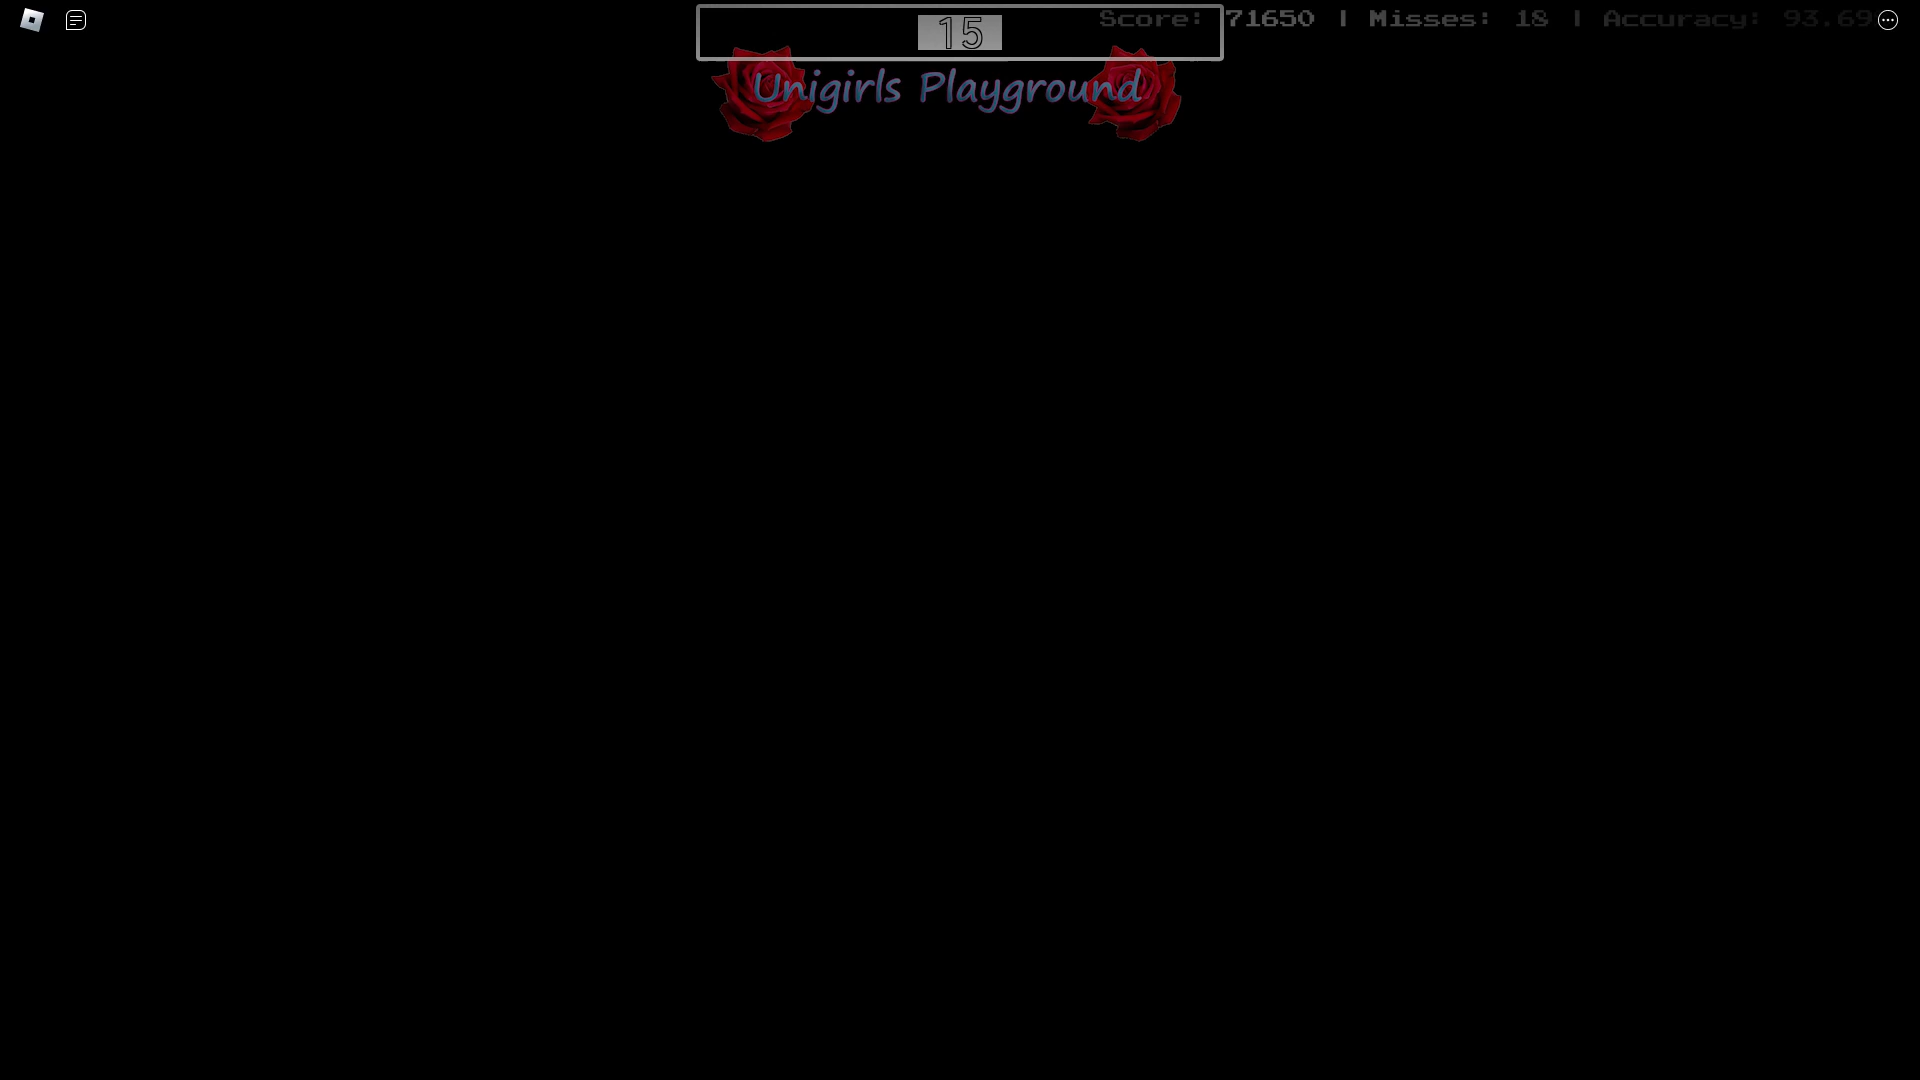 15
Score: 71650 | Misses: 18 | Accuracy: 93.69
Unigirls Playground